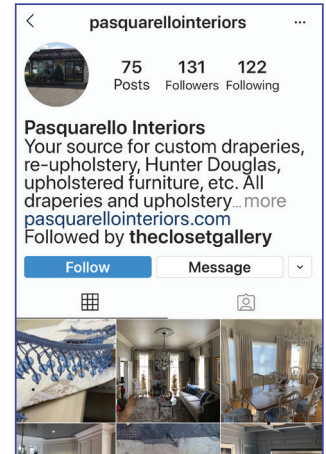 pasquarellointeriors
75 131 122
Posts Followers Following
Pasquarello Interiors
Your source for custom draperies,
re-upholstery, Hunter Douglas,
upholstered furniture, etc. All
draperies and upholstery... more
pasquarellointeriors.com
Followed by theclosetgallery
Follow Message